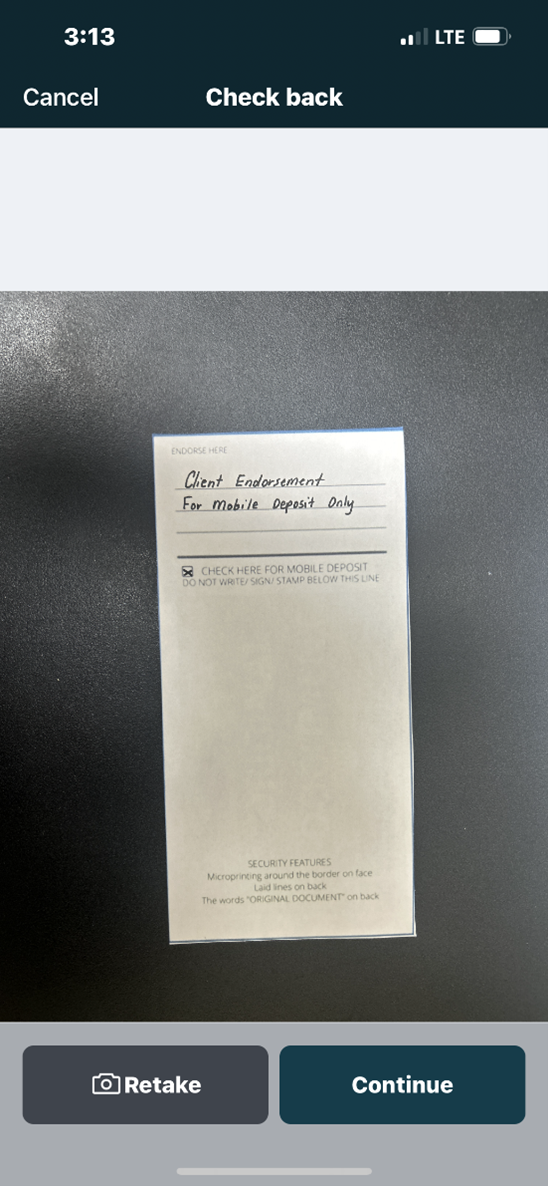 3:13
LTE
Cancel
Check back
ENDORSE HERE
Client Endorsement
For Mobile Deposit Only
CHECK HERE FOR MOBILE DEPOSIT
DO NOT WRITE/ SIGN/ STAMP BELOW THIS LINE
SECURITY FEATURES
Microprinting around the border on face
Laid lines on back
The words "ORIGINAL DOCUMENT" on back
Retake
Continue